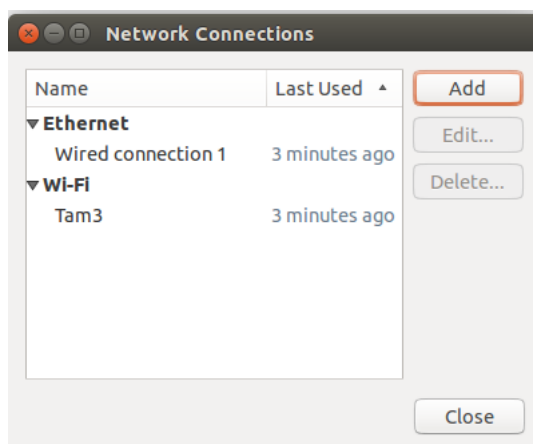 Network Connections
Name Last Used Add
Ethernet
Edit...
Wired connection 1 3 minutes ago
Wi-Fi
Delete...
Tam3 3 minutes ago
Close